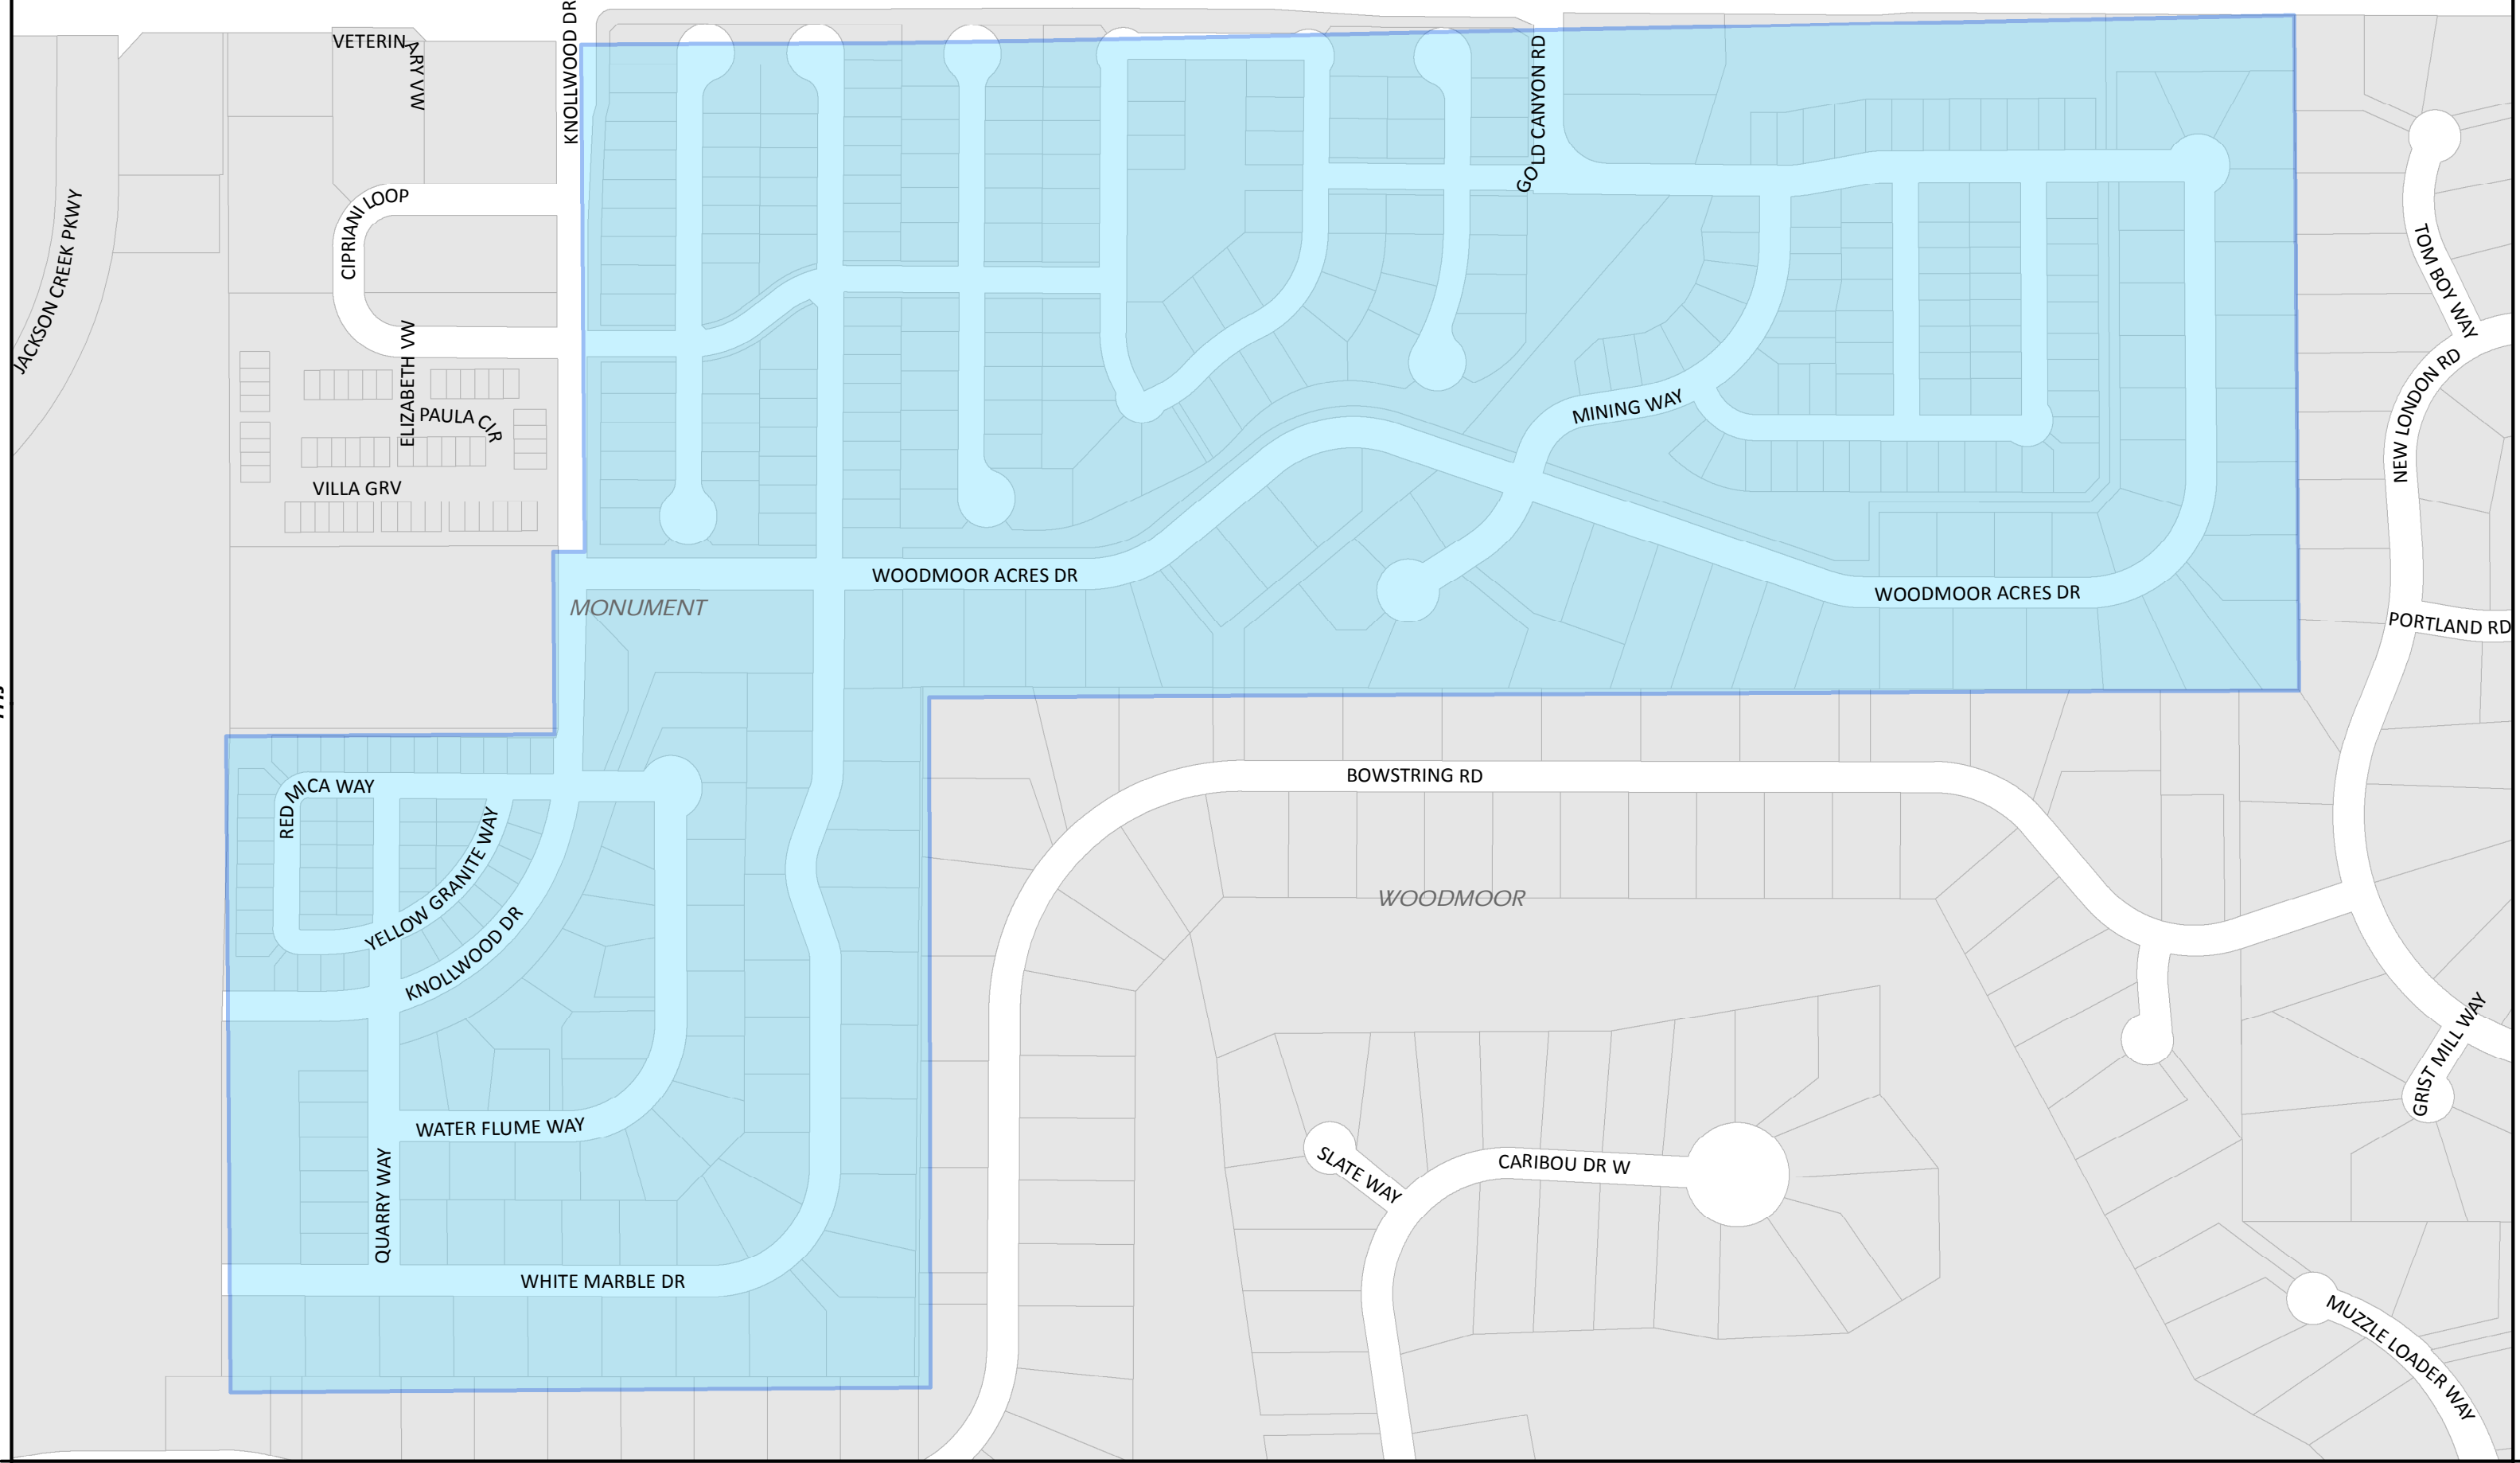 VETERINARY VW
KNOLLWOOD DR
GOLD CANYON RD
JACKSON CREEK PKWY
CIPRIANI LOOP
TOM BOY WAY
ELIZABETH VW
PAULA CIR
MINING WAY
NEW LONDON RD
VILLA GRV
WOODMOOR ACRES DR
WOODMOOR ACRES DR
MONUMENT
PORTLAND RD
RED MICA WAY
BOWSTRING RD
YELLOW GRANITE WAY
WOODMOOR
KNOLLWOOD DR
GRIST MILL WAY
WATER FLUME WAY
SLATE WAY
CARIBOU DR W
QUARRY WAY
WHITE MARBLE DR
MUZZLE LOADER WAY